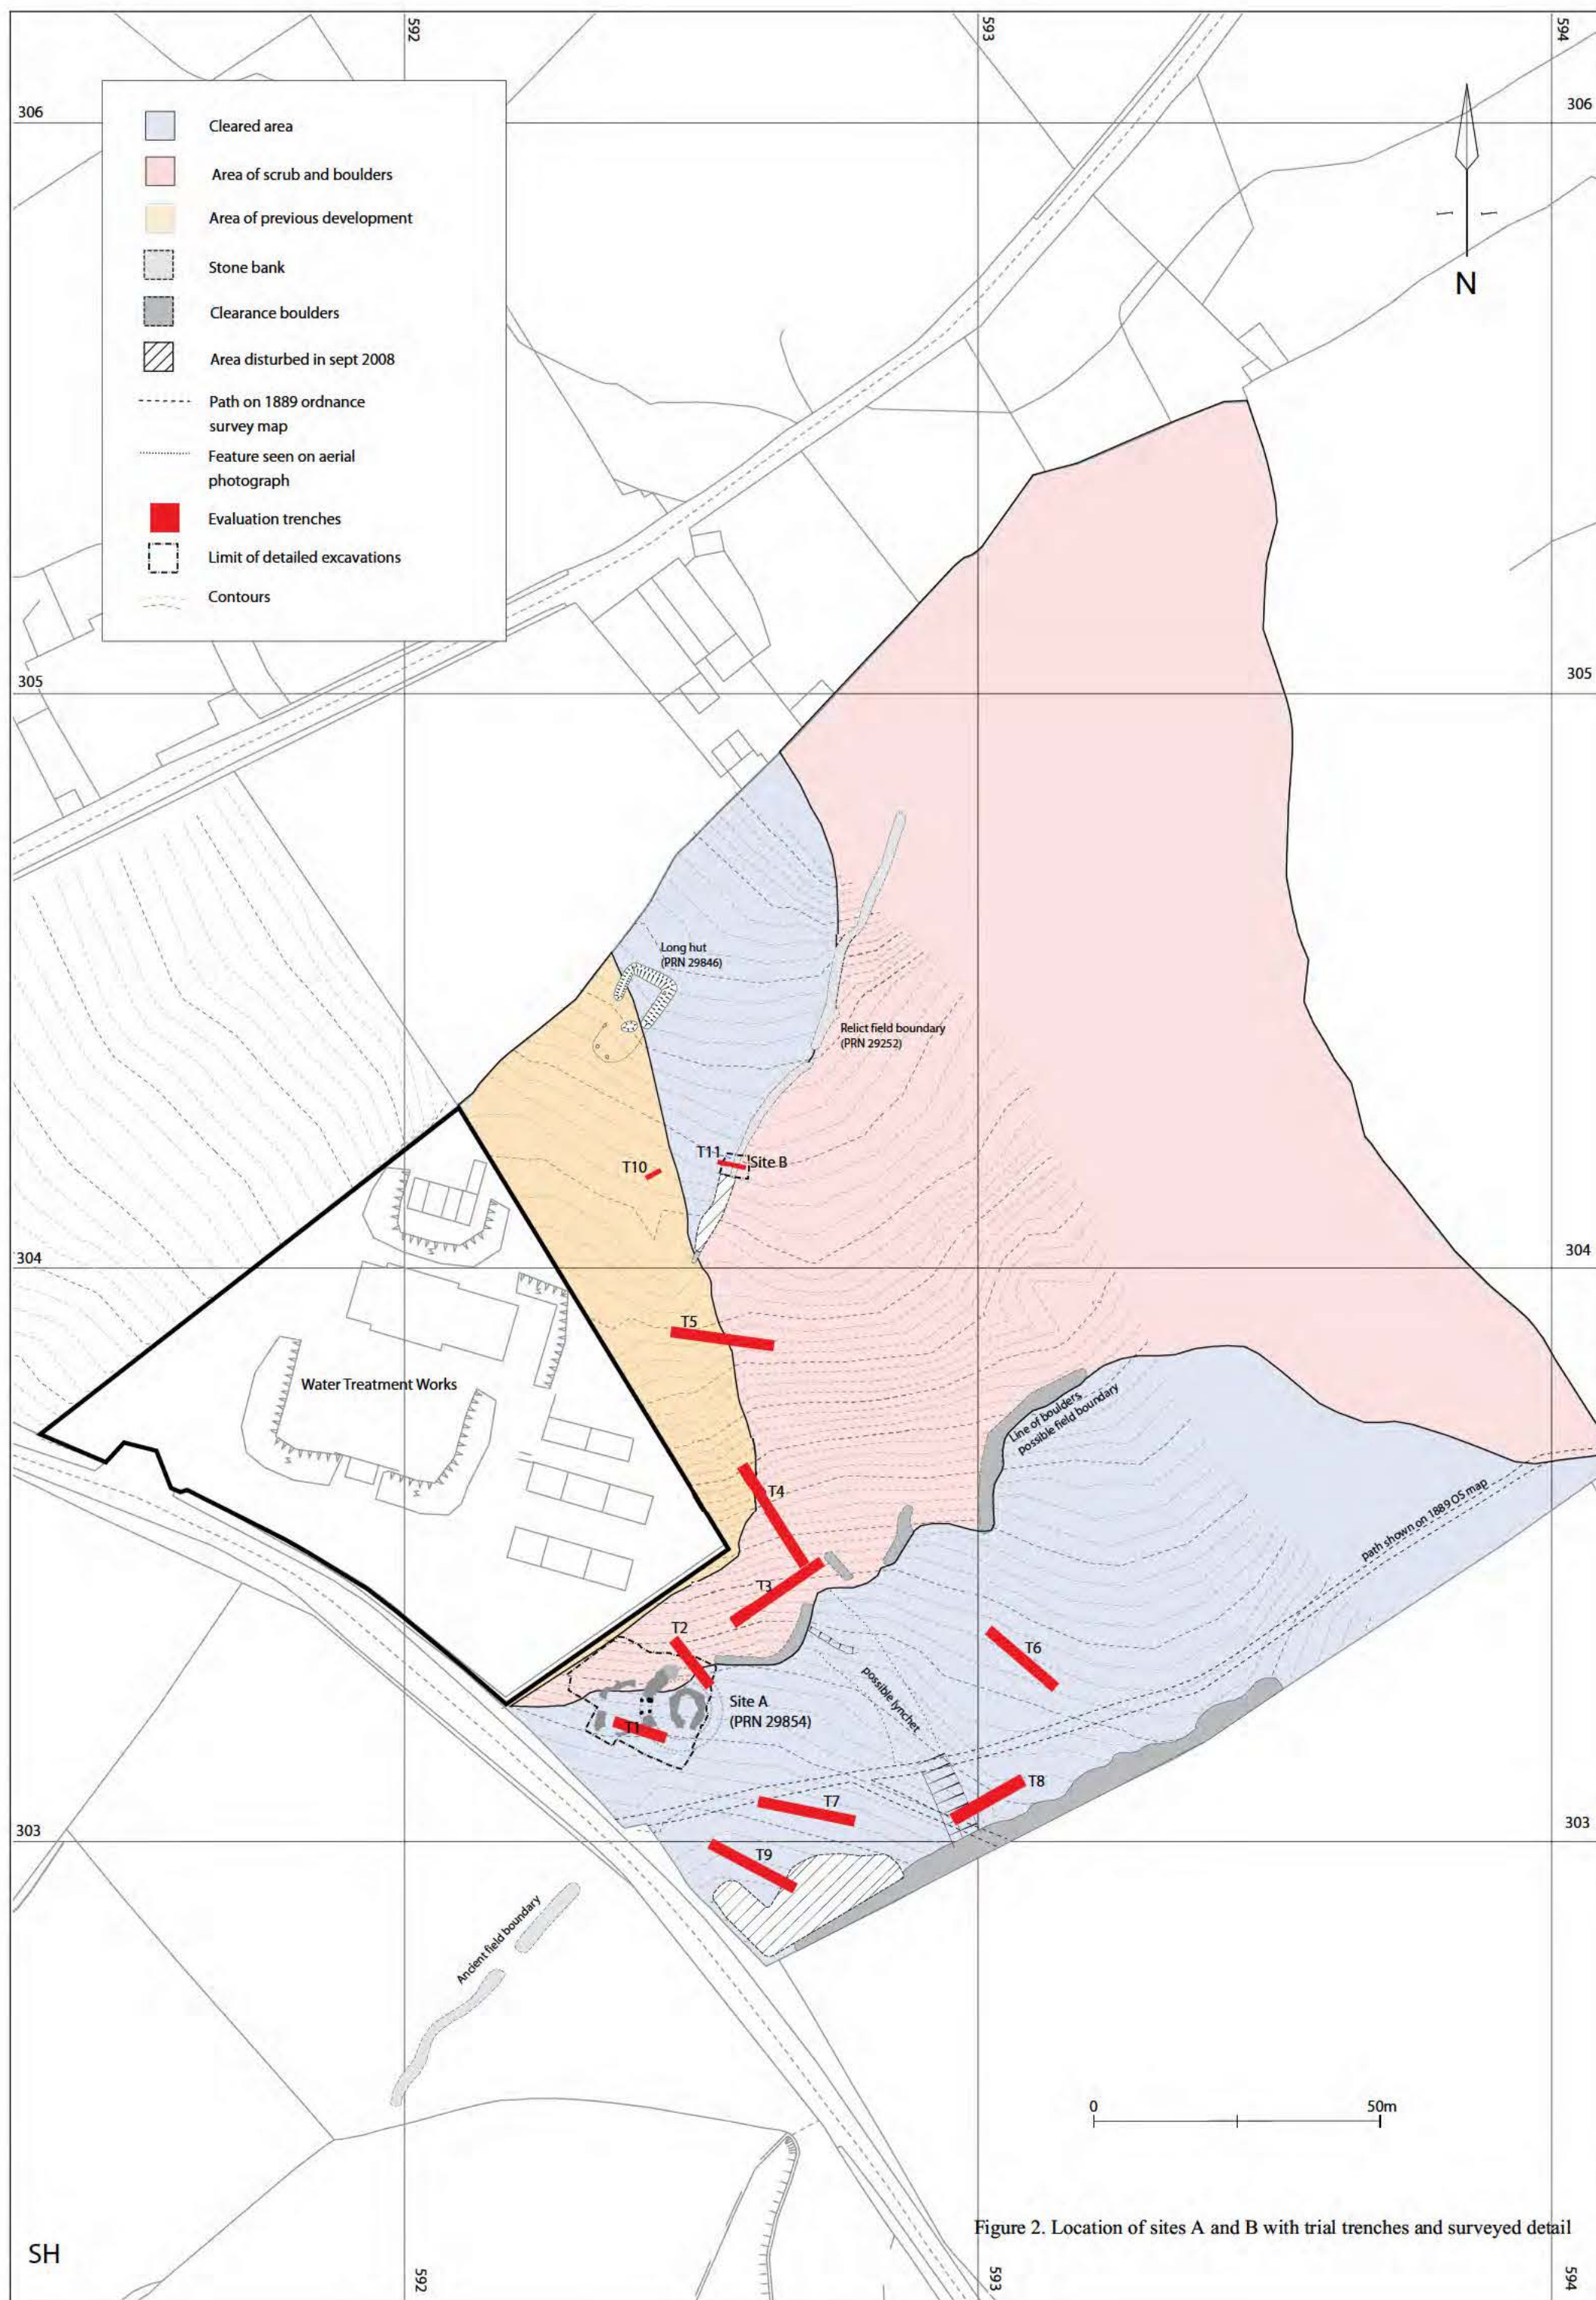 592
593
594
306
306
Cleared area
Area of scrub and boulders
Area of previous development
Stone bank
Clearance boulders
Area disturbed in sept 2008
Path on 1889 ordnance
survey map
Feature seen on aerial
photograph
Evaluation trenches
Limit of detailed excavations
Contours
N
305
305
Long hut
(PRN 29846)
Relict field boundary
(PRN 29252)
T11
Site B
T10
304
304
T5
Water Treatment Works
Line of boulders,
possible field boundary
T4
path shown on 1889 OS map
T3
T2
T6
possible lynchet
Site A
(PRN 29854)
T1
T8
T7
303
303
T9
Ancient field boundary
0
50m
Figure 2. Location of sites A and B with trial trenches and surveyed detail
SH
592
593
594